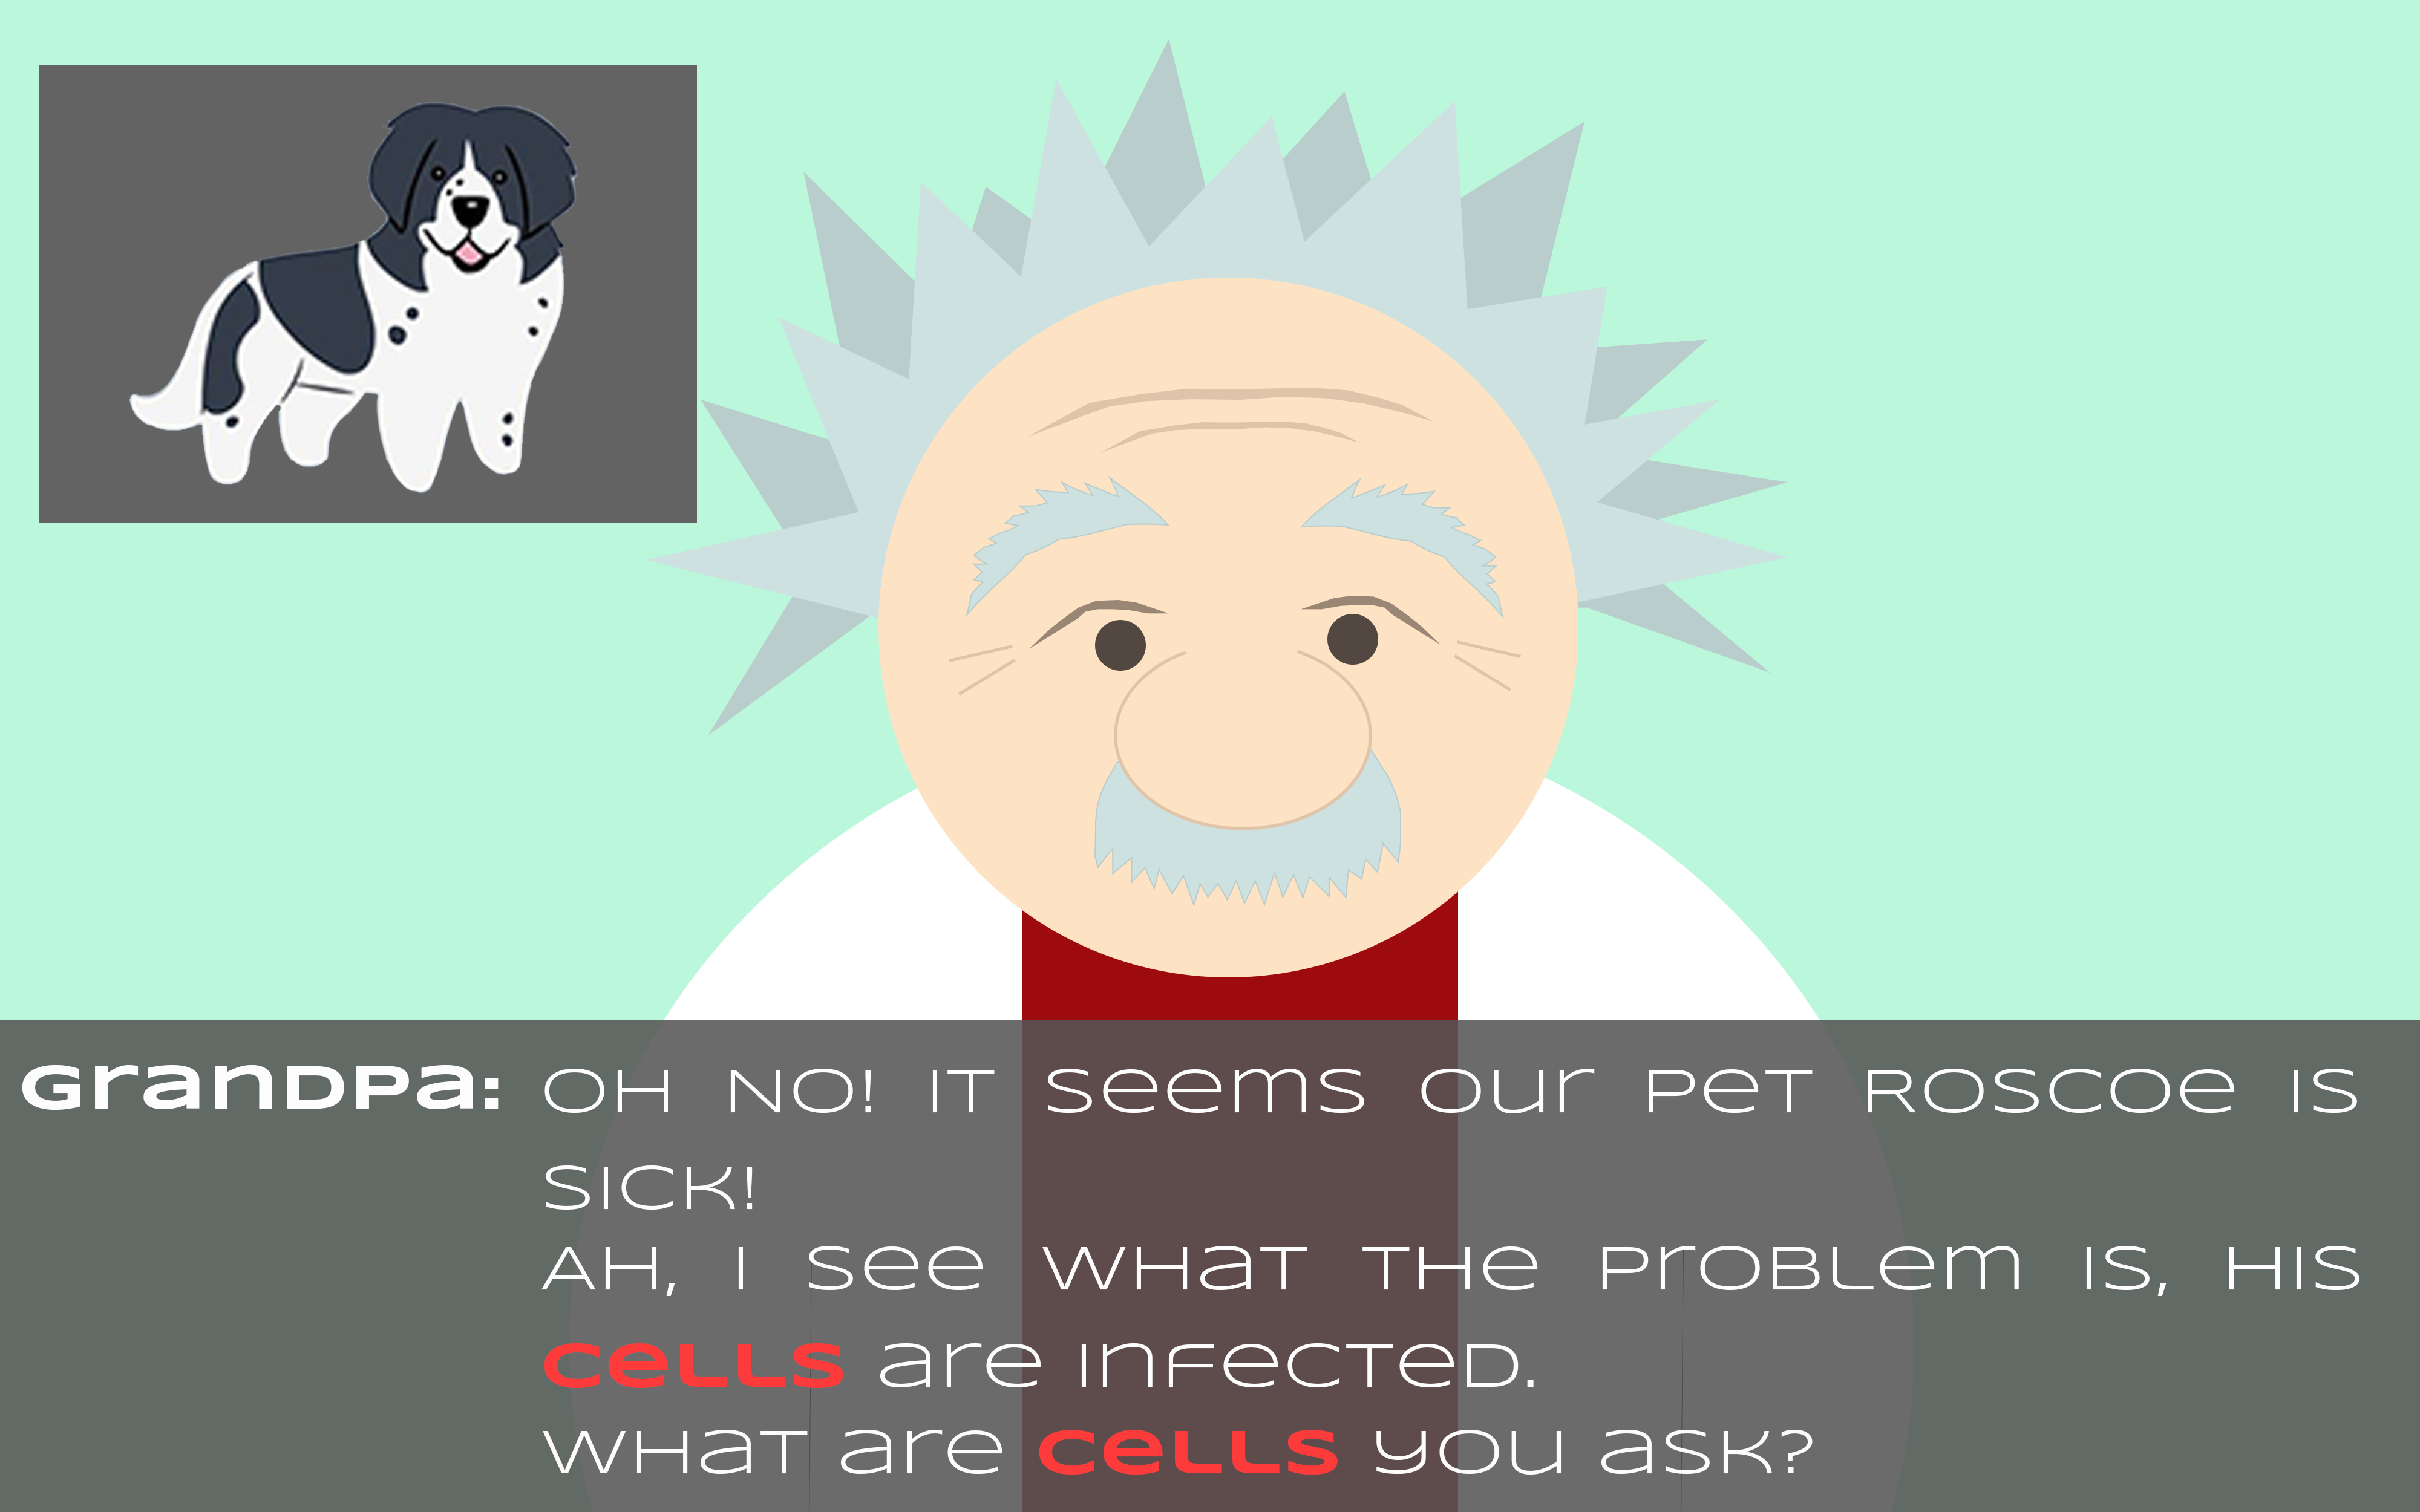 Grandpa: Oh no! It seems our pet Roscoe is
sick!
Ah, I see what the problem is, his
cells are infected.
What are cells you ask?